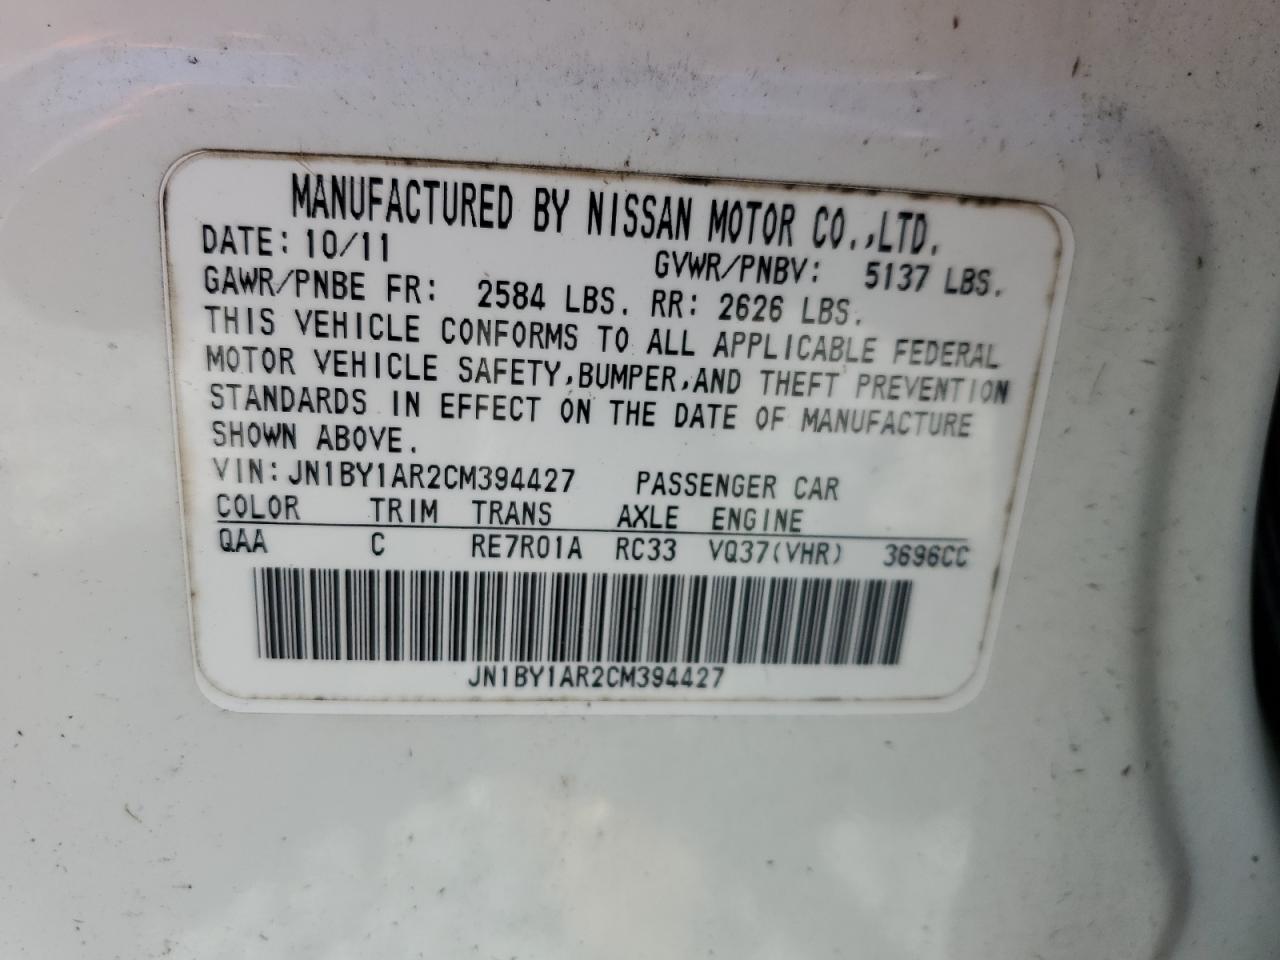 MANUFACTURED BY NISSAN MOTOR CO.,LTD.
DATE: 10/11 GVWR/PNBV: 5137 LBS.
GAWR/PNBE FR: 2584 LBS. RR: 2626 LBS.
THIS VEHICLE CONFORMS TO ALL APPLICABLE FEDERAL
MOTOR VEHICLE SAFETY,BUMPER,AND THEFT PREVENTION
STANDARDS IN EFFECT ON THE DATE OF MANUFACTURE
SHOWN ABOVE.
VIN: JN1BY1AR2CM394427 PASSENGER CAR
COLOR TRIM TRANS AXLE ENGINE
QAA C RE7R01A RC33 VQ37(VHR) 3696CC
JN1BY1AR2CM394427